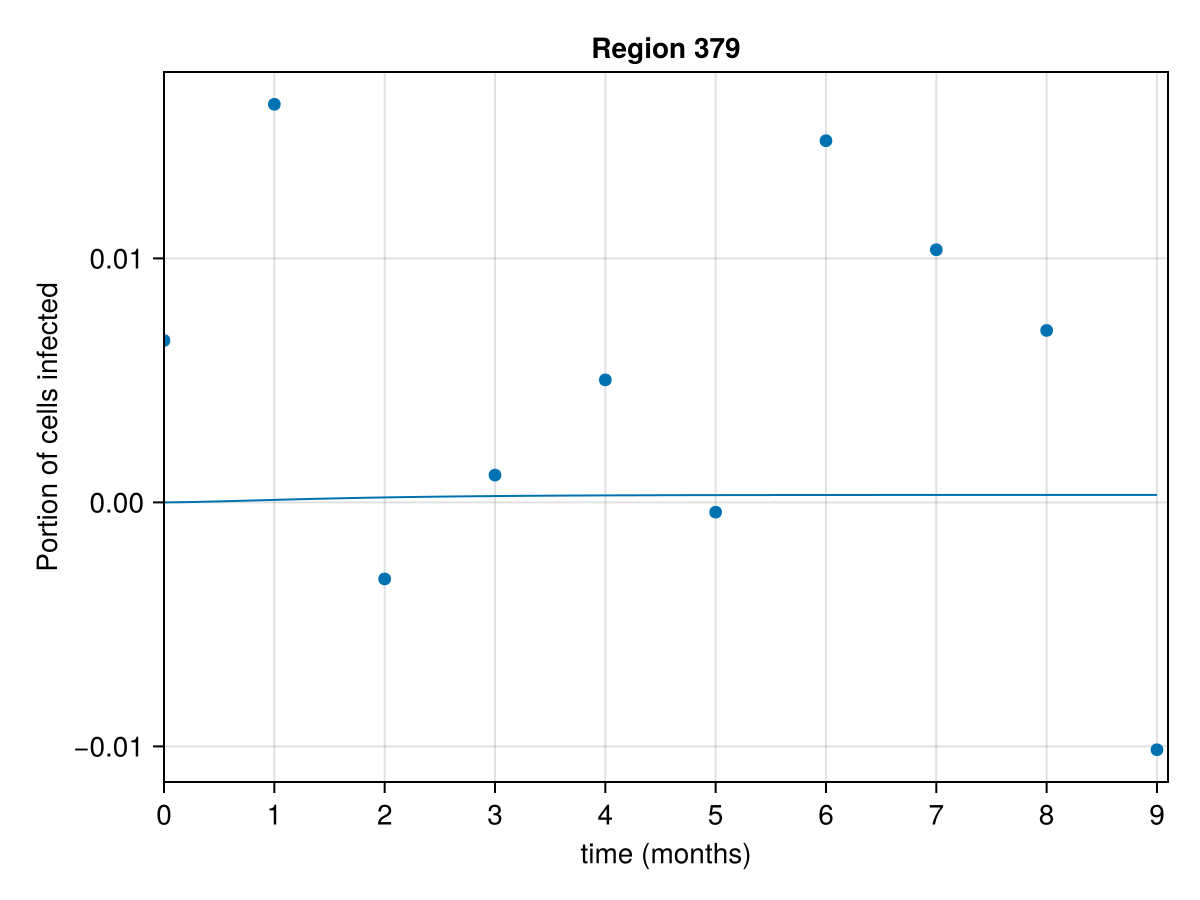 Region 379
Portion of cells infected
0.01
0.00
−0.01
0 1 2 3 4 5 6 7 8 9
time (months)